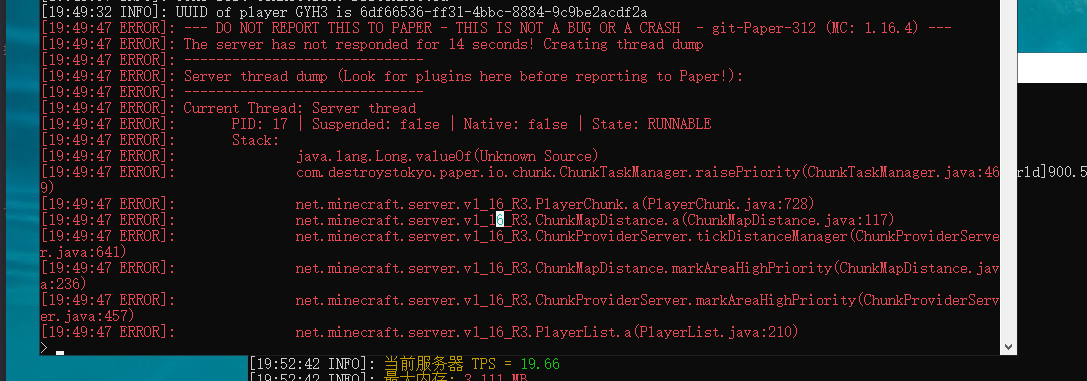 [19:49:32 INFO]: UUID of player GYH3 is 6df66536-ff31-4bbc-8884-9c9be2acdf2a
[19:49:47 ERROR]: --- DO NOT REPORT THIS TO PAPER - THIS IS NOT A BUG OR A CRASH  - git-Paper-312 (MC: 1.16.4) ---
[19:49:47 ERROR]: The server has not responded for 14 seconds! Creating thread dump
[19:49:47 ERROR]: ------------------------------
[19:49:47 ERROR]: Server thread dump (Look for plugins here before reporting to Paper!):
[19:49:47 ERROR]: ------------------------------
[19:49:47 ERROR]: Current Thread: Server thread
[19:49:47 ERROR]: PID: 17 | Suspended: false | Native: false | State: RUNNABLE
[19:49:47 ERROR]: Stack:
[19:49:47 ERROR]: java.lang.Long.valueOf(Unknown Source)
[19:49:47 ERROR]: com.destroystokyo.paper.io.chunk.ChunkTaskManager.raisePriority(ChunkTaskManager.java:46
rld]900.5
9)
[19:49:47 ERROR]: net.minecraft.server.v1_16_R3.PlayerChunk.a(PlayerChunk.java:728)
[19:49:47 ERROR]: net.minecraft.server.v1_16_R3.ChunkMapDistance.a(ChunkMapDistance.java:117)
[19:49:47 ERROR]: net.minecraft.server.v1_16_R3.ChunkProviderServer.tickDistanceManager(ChunkProviderServe
r.java:641)
[19:49:47 ERROR]: net.minecraft.server.v1_16_R3.ChunkMapDistance.markAreaHighPriority(ChunkMapDistance.jav
a:236)
[19:49:47 ERROR]: net.minecraft.server.v1_16_R3.ChunkProviderServer.markAreaHighPriority(ChunkProviderServ
er.java:457)
[19:49:47 ERROR]: net.minecraft.server.v1_16_R3.PlayerList.a(PlayerList.java:210)
>
[19:52:42 INFO]: 当前服务器 TPS = 19.66
[19:52:42 INFO]: 最大内存: 3,111 MB